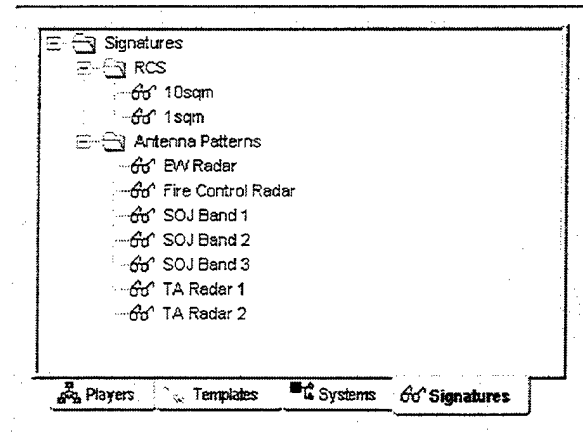 Signatures
RCS
10sqm
1sqm
Antenna Patterns
EW Radar
Fire Control Radar
SOJ Band 1
SOJ Band 2
SOJ Band 3
TA Radar 1
TA Radar 2
Players Templates Systems Signatures